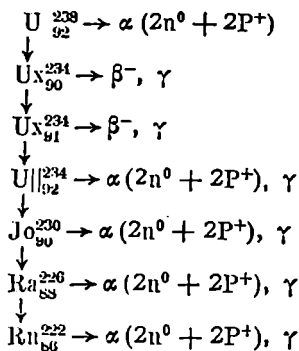 U ²³⁸₉₂ → α (2n⁰ + 2P⁺)
↓
Ux²³⁴₉₀ → β⁻, γ
↓
Ux²³⁴₉₁ → β⁻, γ
↓
U||²³⁴₉₂ → α (2n⁰ + 2P⁺), γ
↓
Jo²³⁰₉₀ → α (2n⁰ + 2P⁺), γ
↓
Ra²²⁶₈₈ → α (2n⁰ + 2P⁺), γ
↓
Rn²²²₈₆ → α (2n⁰ + 2P⁺), γ